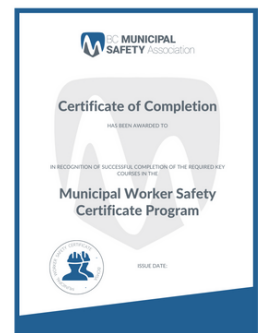 BC MUNICIPAL
SAFETY Association
Certificate of Completion
HAS BEEN AWARDED TO
IN RECOGNITION OF SUCCESSFUL COMPLETION OF THE REQUIRED KEY
COURSES IN THE
Municipal Worker Safety
Certificate Program
ISSUE DATE: